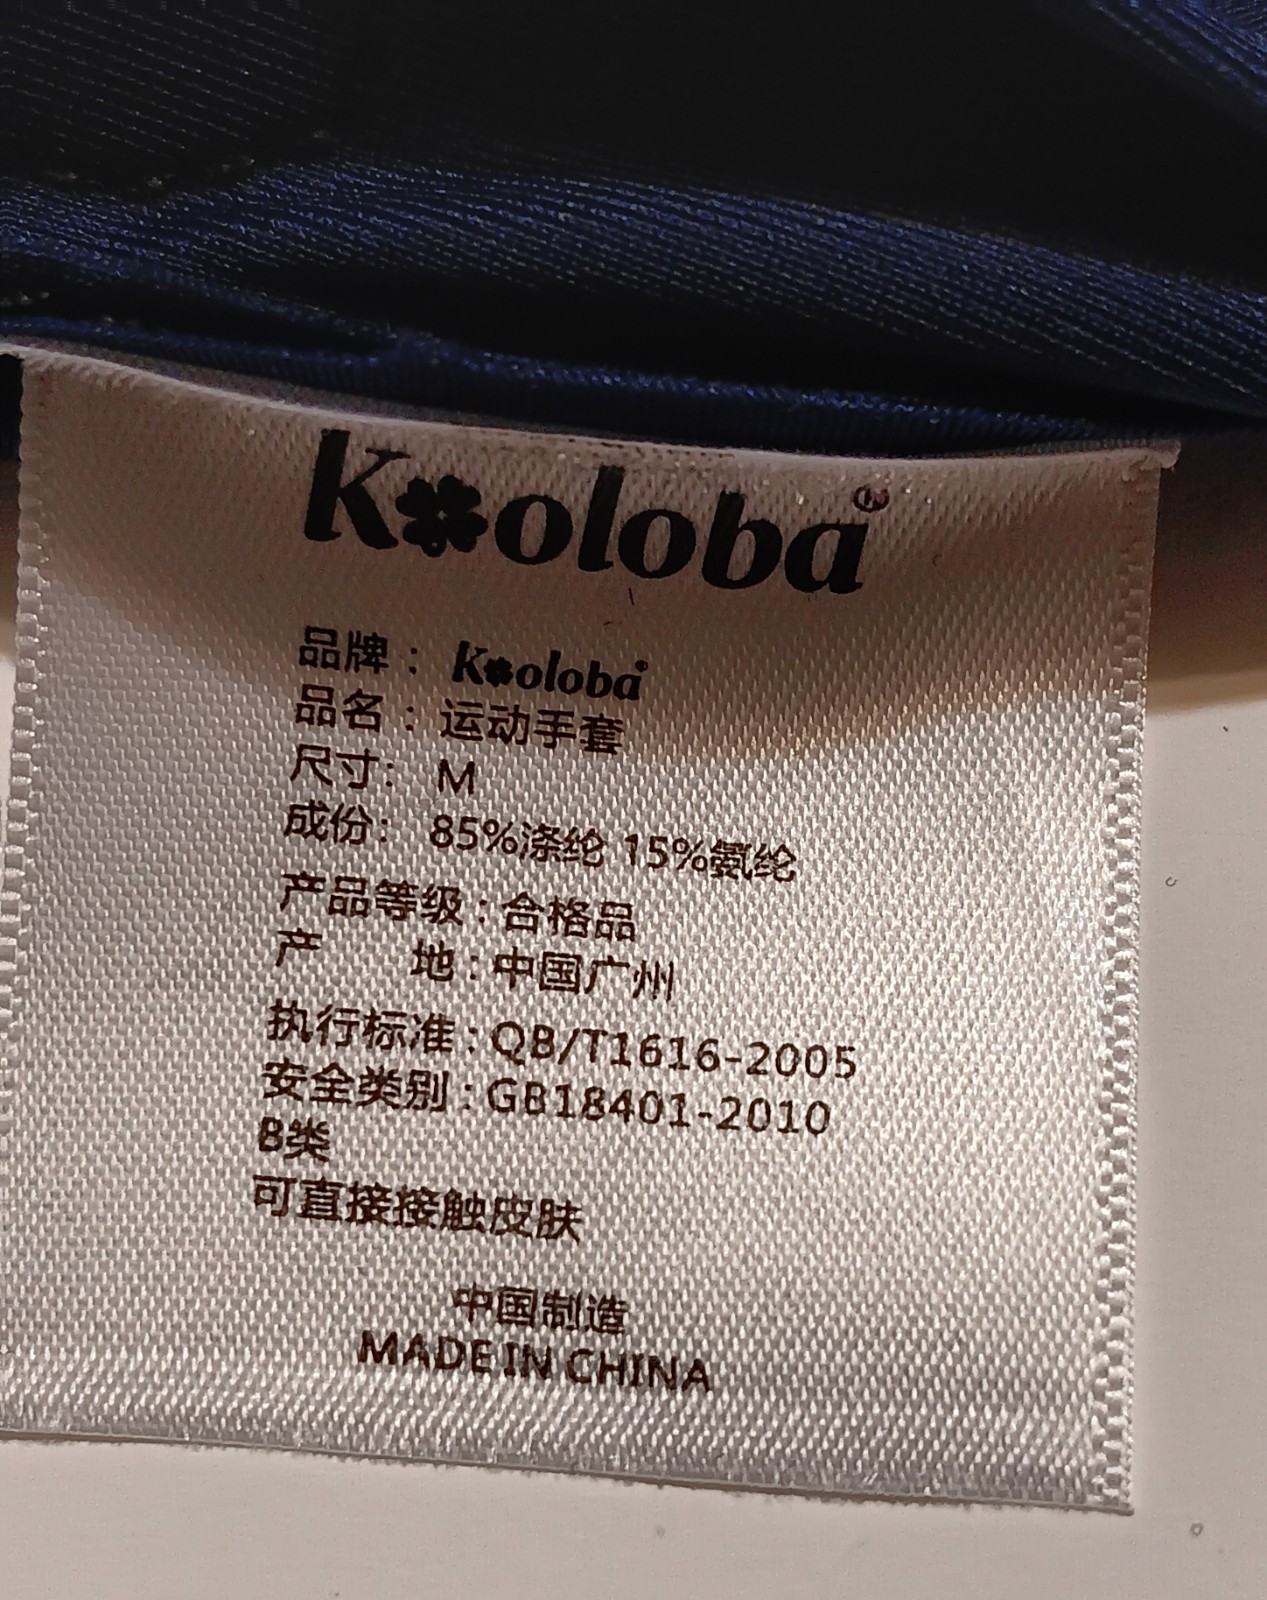 Kooloba®
品牌：Kooloba®
品名：运动手套
尺寸：M
成份：85%涤纶 15%氨纶
产品等级：合格品
产 地：中国广州
执行标准：QB/T1616-2005
安全类别：GB18401-2010
B类
可直接接触皮肤
中国制造
MADE IN CHINA